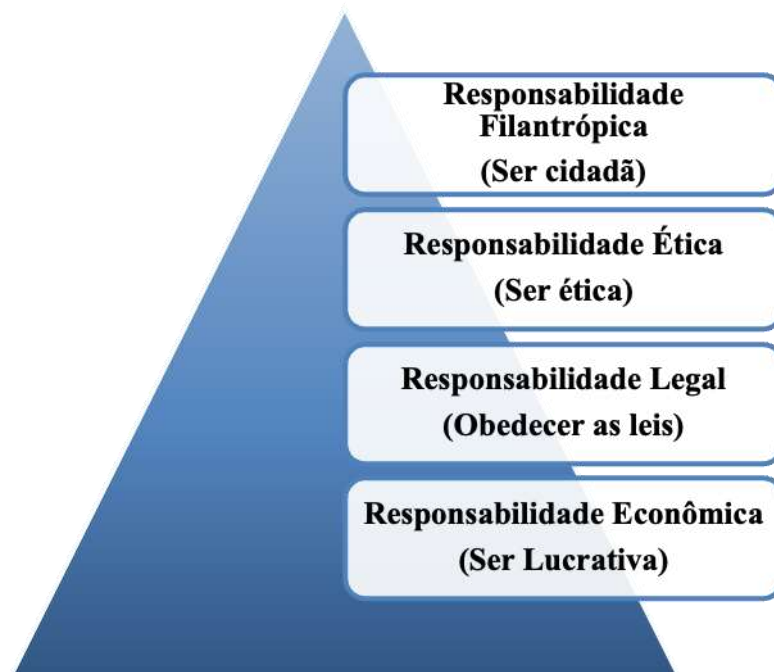 Responsabilidade
Filantrópica
(Ser cidadã)
Responsabilidade Ética
(Ser ética)
Responsabilidade Legal
(Obedecer as leis)
Responsabilidade Econômica
(Ser Lucrativa)